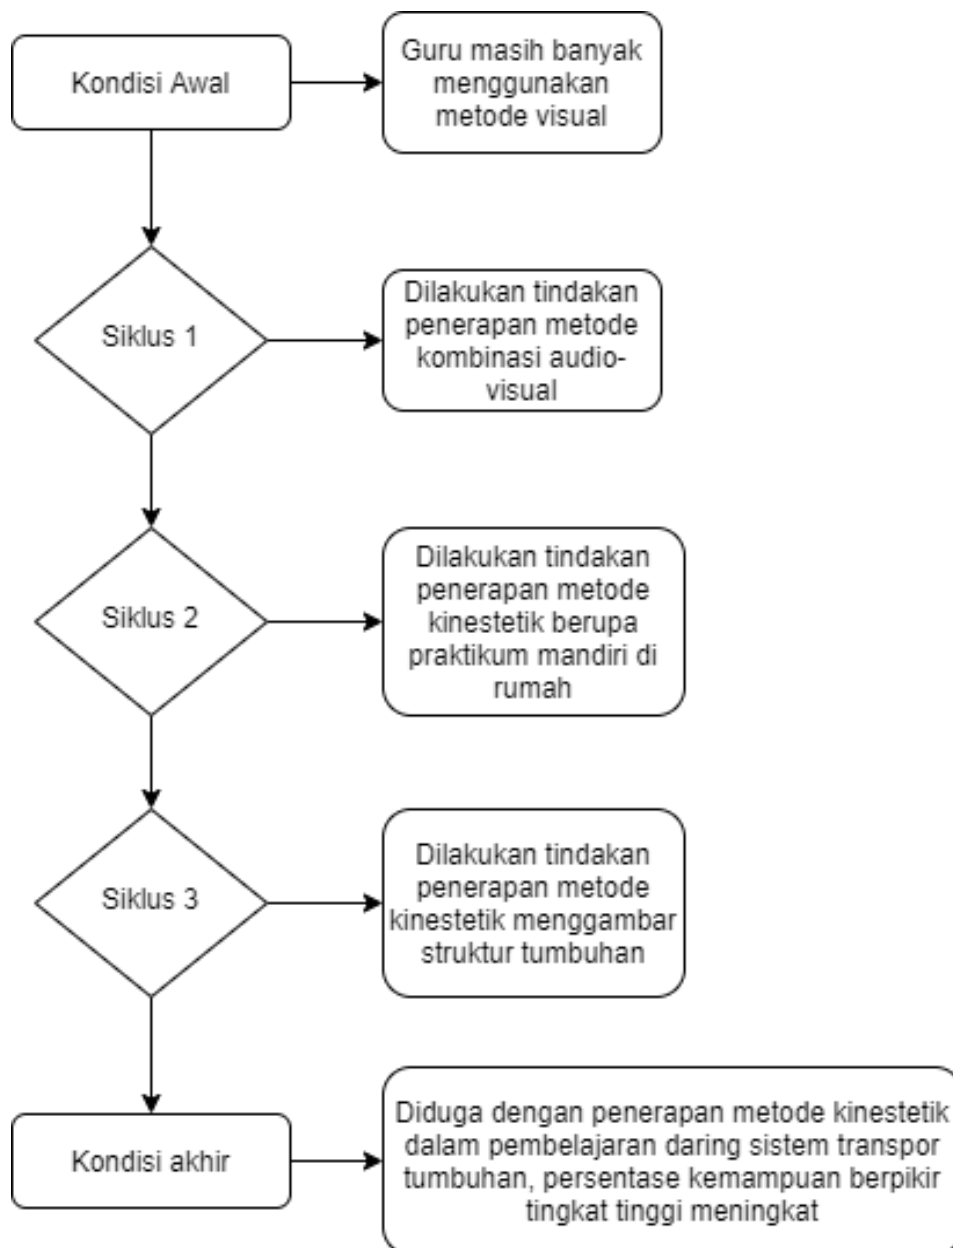 Kondisi Awal
Guru masih banyak
menggunakan
metode visual
Siklus 1
Dilakukan tindakan
penerapan metode
kombinasi audio-
visual
Siklus 2
Dilakukan tindakan
penerapan metode
kinestetik berupa
praktikum mandiri di
rumah
Siklus 3
Dilakukan tindakan
penerapan metode
kinestetik menggambar
struktur tumbuhan
Kondisi akhir
Diduga dengan penerapan metode kinestetik
dalam pembelajaran daring sistem transpor
tumbuhan, persentase kemampuan berpikir
tingkat tinggi meningkat